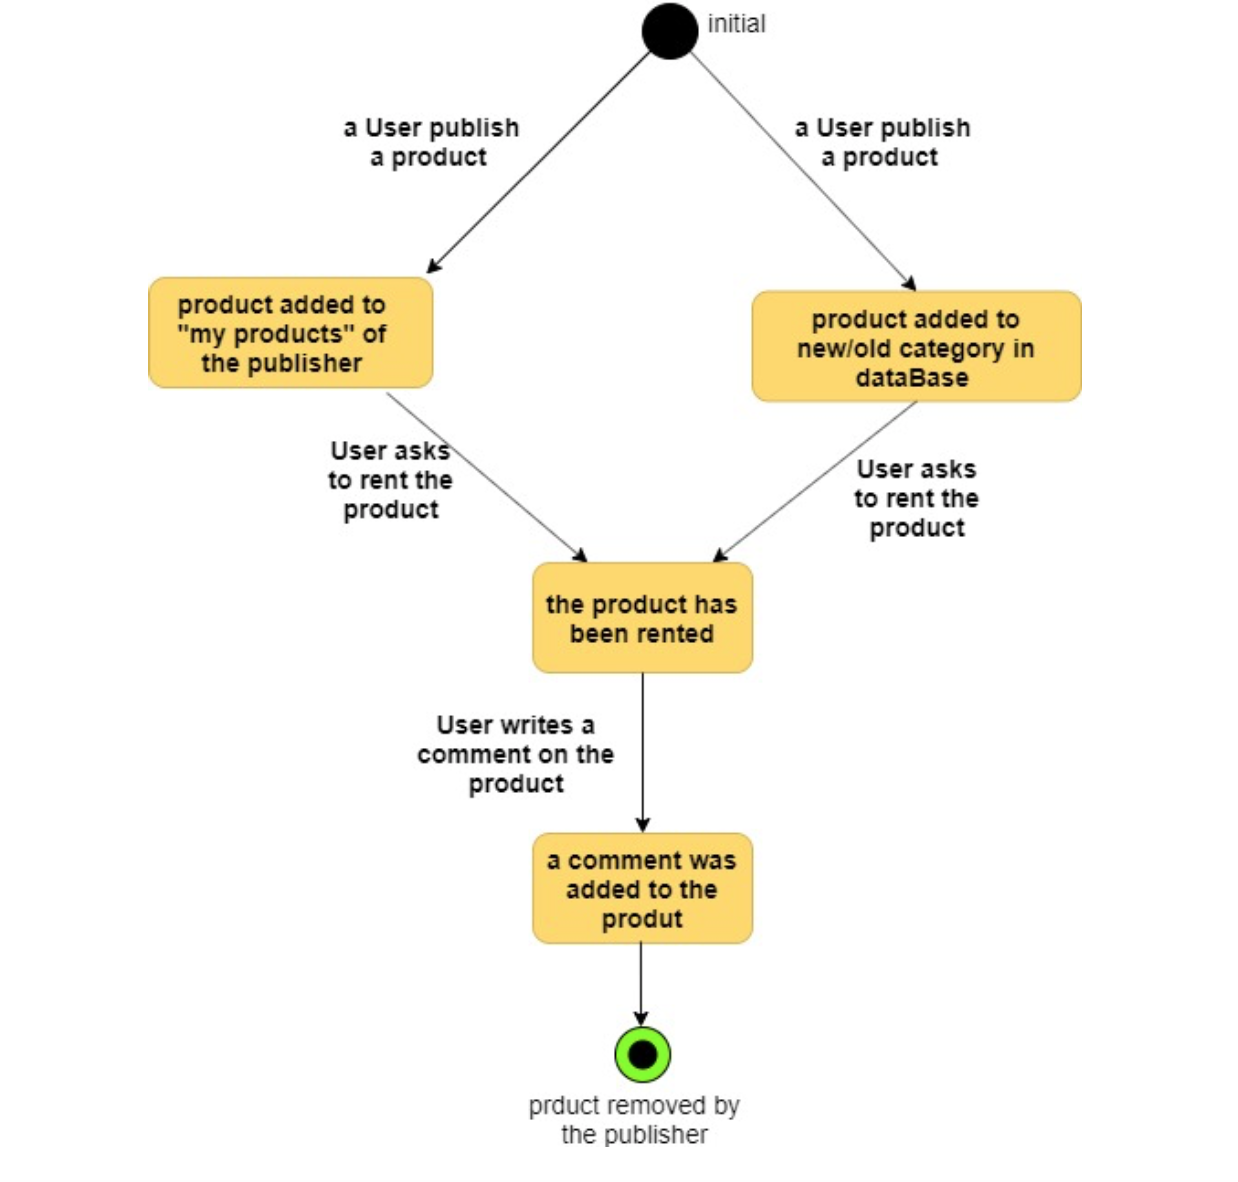 initial
a User publish
a product
a User publish
a product
product added to
"my products" of
the publisher
product added to
new/old category in
dataBase
User asks
to rent the
product
User asks
to rent the
product
the product has
been rented
User writes a
comment on the
product
a comment was
added to the
produt
prduct removed by
the publisher